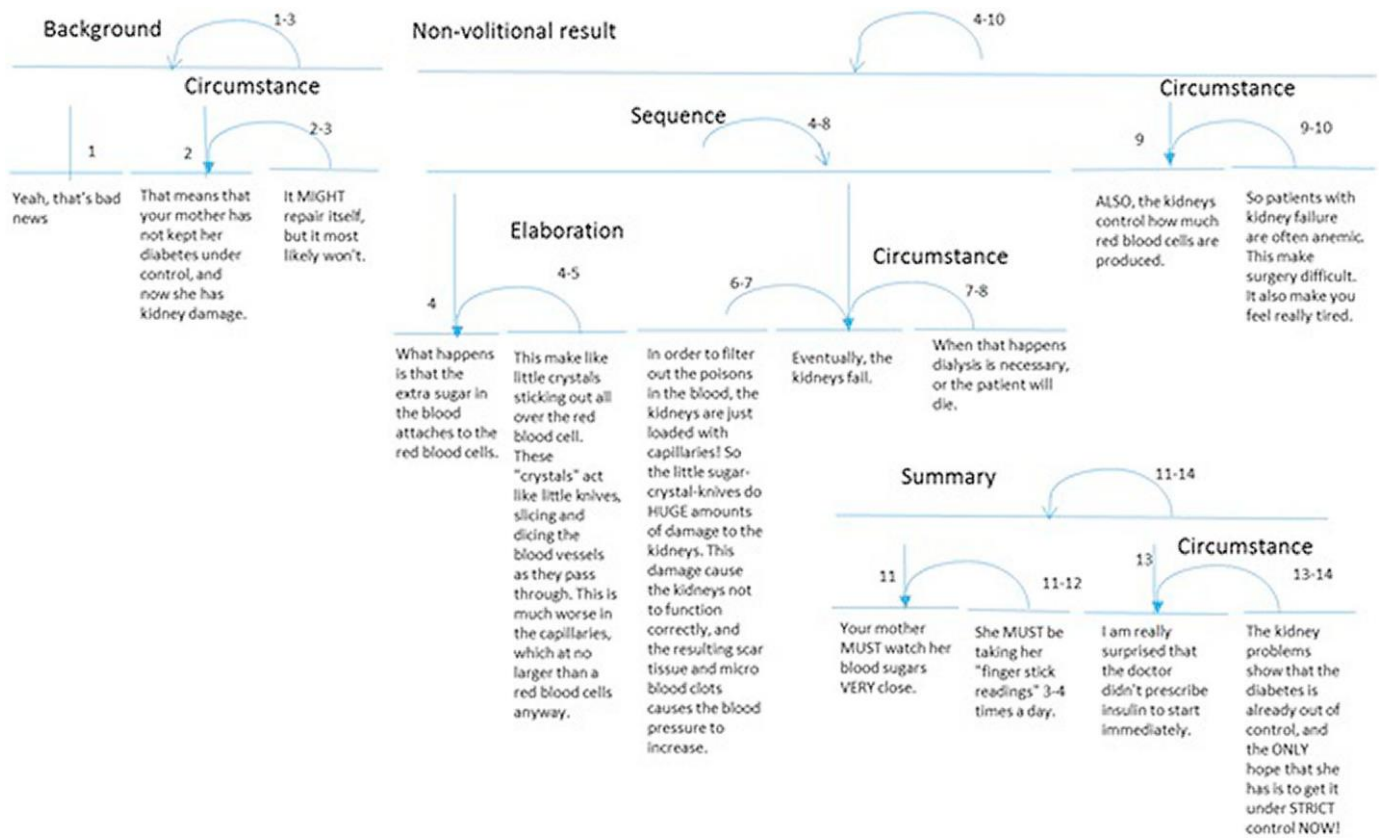 Background
1-3
Circumstance
1
2
2-3
Yeah, that's bad
news
That means that
your mother has
not kept her
diabetes under
control, and
now she has
kidney damage.
It MIGHT
repair itself,
but it most
likely won't.
Non-volitional result
4-10
Sequence
4-8
Elaboration
4
4-5
6-7
Circumstance
7-8
What happens
is that the
extra sugar in
the blood
attaches to the
red blood cells.
This make like
little crystals
sticking out all
over the red
blood cell.
These
"crystals" act
like little knives,
slicing and
dicing the
blood vessels
as they pass
through. This is
much worse in
the capillaries,
which at no
larger than a
red blood cells
anyway.
In order to filter
out the poisons
in the blood, the
kidneys are just
loaded with
capillaries! So
the little sugar-
crystal-knives do
HUGE amounts
of damage to the
kidneys. This
damage cause
the kidneys not
to function
correctly, and
the resulting scar
tissue and micro
blood clots
causes the blood
pressure to
increase.
Eventually, the
kidneys fail.
When that happens
dialysis is necessary,
or the patient will
die.
Circumstance
9
9-10
ALSO, the kidneys
control how much
red blood cells are
produced.
So patients with
kidney failure
are often anemic.
This make
surgery difficult.
It also make you
feel really tired.
Summary
11-14
11
11-12
Circumstance
13
13-14
Your mother
MUST watch her
blood sugars
VERY close.
She MUST be
taking her
"finger stick
readings" 3-4
times a day.
I am really
surprised that
the doctor
didn't prescribe
insulin to start
immediately.
The kidney
problems
show that the
diabetes is
already out of
control, and
the ONLY
hope that she
has is to get it
under STRICT
control NOW!